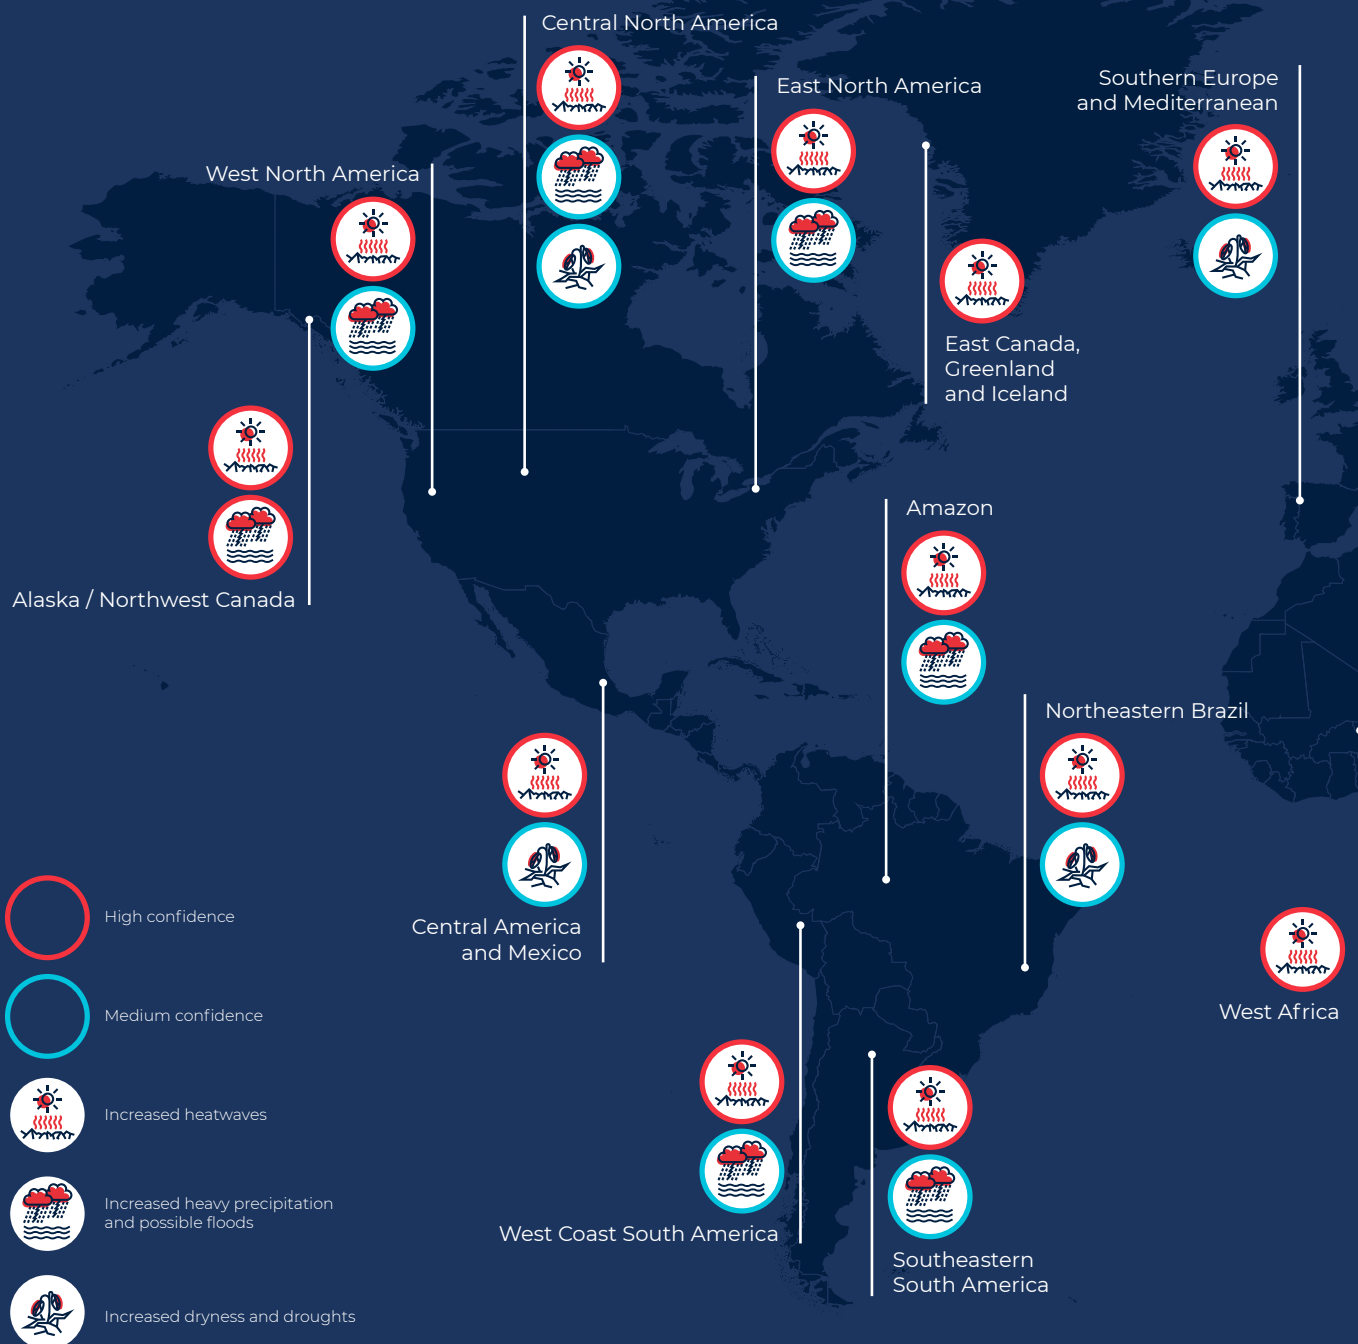 Central North America
East North America
Southern Europe
and Mediterranean
West North America
East Canada,
Greenland
and Iceland
Amazon
Alaska / Northwest Canada
Northeastern Brazil
Central America
and Mexico
High confidence
Medium confidence
West Africa
Increased heatwaves
Increased heavy precipitation
and possible floods
West Coast South America
Southeastern
South America
Increased dryness and droughts